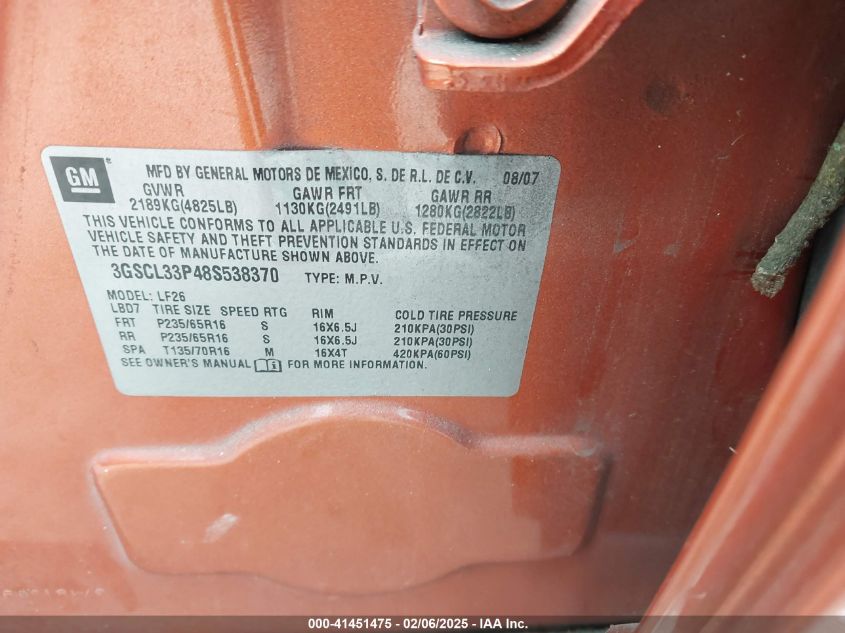 GM ®
MFD BY GENERAL MOTORS DE MEXICO, S. DE R.L. DE C.V. 08/07
GVWR GAWR FRT GAWR RR
2189KG(4825LB) 1130KG(2491LB) 1280KG(2822LB)
THIS VEHICLE CONFORMS TO ALL APPLICABLE U.S. FEDERAL MOTOR
VEHICLE SAFETY AND THEFT PREVENTION STANDARDS IN EFFECT ON
THE DATE OF MANUFACTURE SHOWN ABOVE.
3GSCL33P48S538370 TYPE: M.P.V.
MODEL: LF26
LBD7 TIRE SIZE SPEED RTG RIM COLD TIRE PRESSURE
FRT P235/65R16 S 16X6.5J 210KPA(30PSI)
RR P235/65R16 S 16X6.5J 210KPA(30PSI)
SPA T135/70R16 M 16X4T 420KPA(60PSI)
SEE OWNER'S MANUAL FOR MORE INFORMATION.
000-41451475 - 02/06/2025 - IAA Inc.